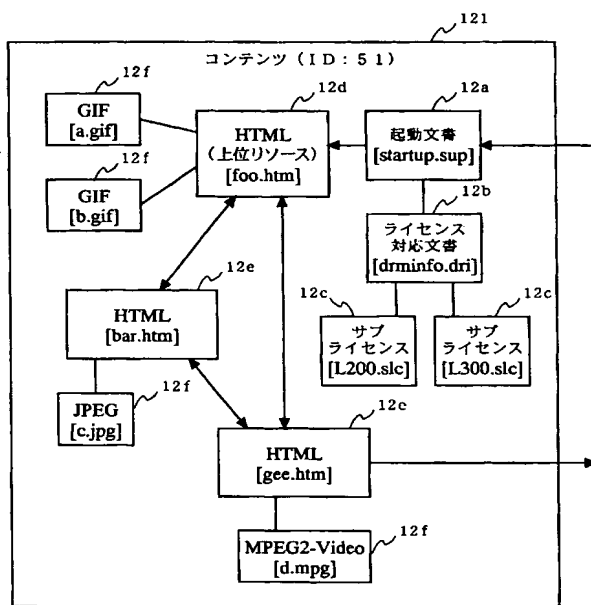 121
コンテンツ（ID：51）
12f
GIF
[a.gif]
12d
HTML
（上位リソース）
[foo.htm]
12a
起動文書
[startup.sup]
12f
GIF
[b.gif]
12b
ライセンス
対応文書
[drminfo.dri]
12e
HTML
[bar.htm]
12c
サブ
ライセンス
[L200.slc]
12c
サブ
ライセンス
[L300.slc]
12f
JPEG
[c.jpg]
12e
HTML
[gee.htm]
12f
MPEG2-Video
[d.mpg]